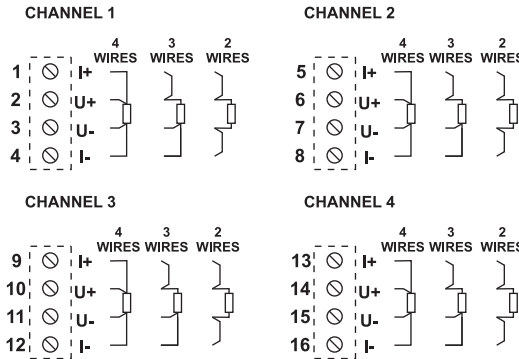 CHANNEL 1
4 WIRES 3 WIRES 2 WIRES
1 I+
2 U+
3 U-
4 I-
CHANNEL 2
4 WIRES 3 WIRES 2 WIRES
5 I+
6 U+
7 U-
8 I-
CHANNEL 3
4 WIRES 3 WIRES 2 WIRES
9 I+
10 U+
11 U-
12 I-
CHANNEL 4
4 WIRES 3 WIRES 2 WIRES
13 I+
14 U+
15 U-
16 I-